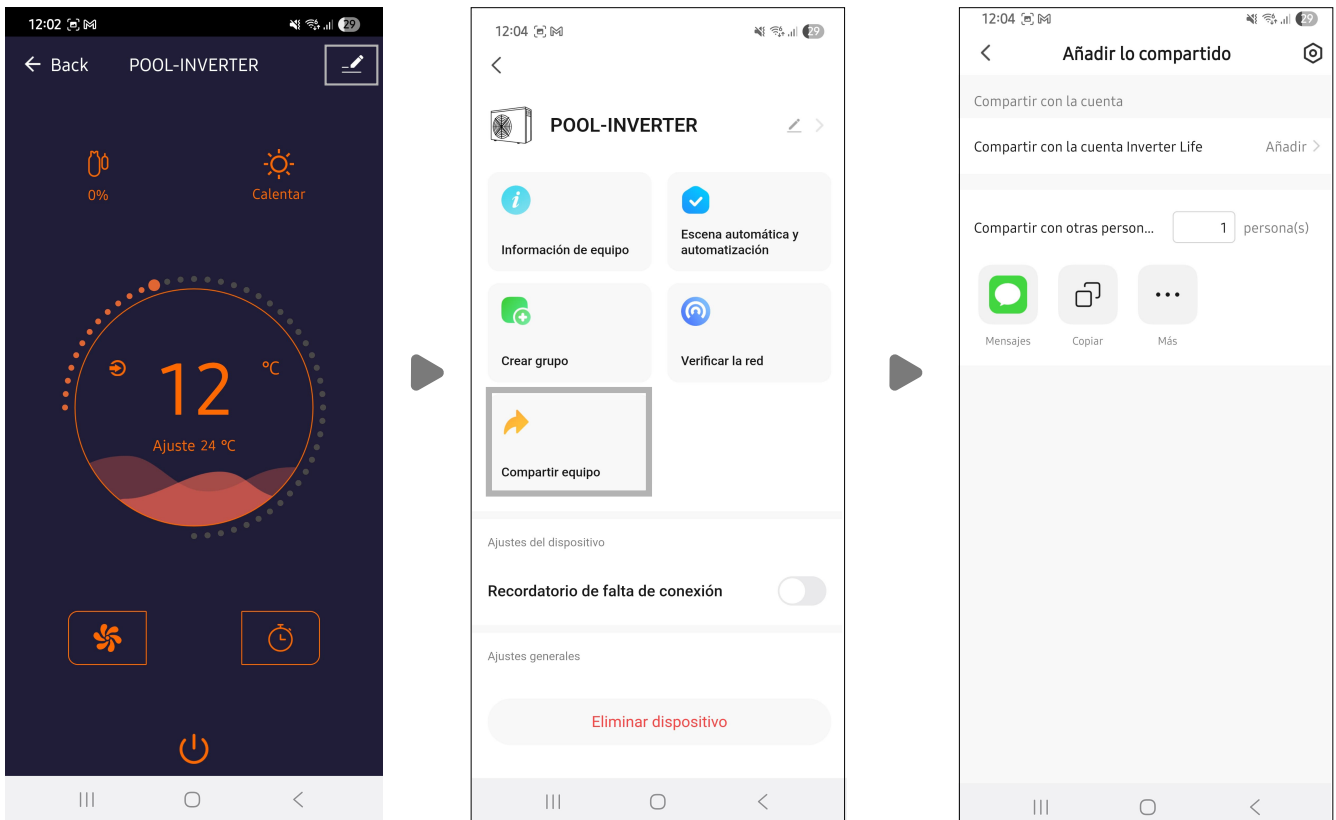 12:02
29
Back POOL-INVERTER
0%
Calentar
12 °C
Ajuste 24 °C
12:04
29
POOL-INVERTER
Información de equipo
Escena automática y
automatización
Crear grupo
Verificar la red
Compartir equipo
Ajustes del dispositivo
Recordatorio de falta de conexión
Ajustes generales
Eliminar dispositivo
12:04
29
Añadir lo compartido
Compartir con la cuenta
Compartir con la cuenta Inverter Life Añadir
Compartir con otras person... 1 persona(s)
Mensajes Copiar Más